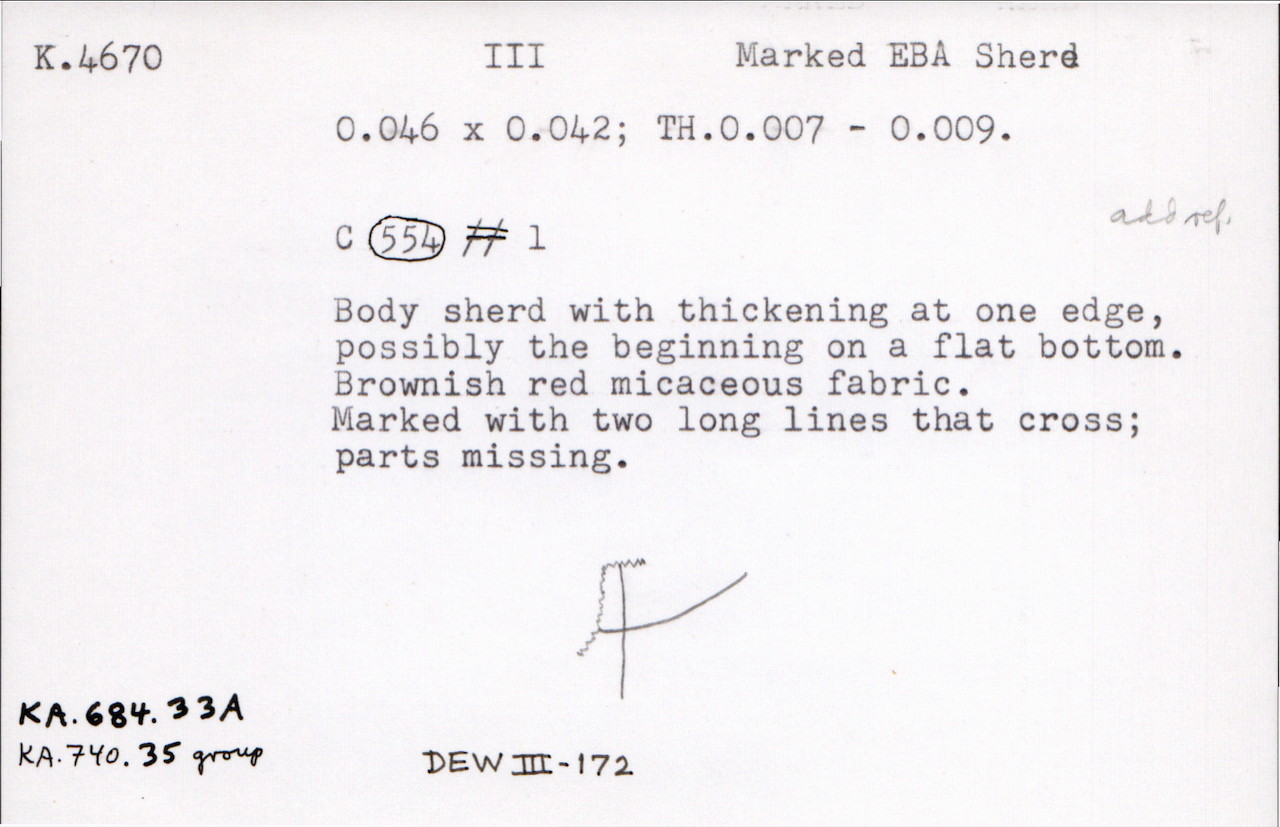 K.4670 III Marked EBA Sherd
0.046 x 0.042; TH.0.007 - 0.009.
add ref.
C 554 # 1
Body sherd with thickening at one edge,
possibly the beginning on a flat bottom.
Brownish red micaceous fabric.
Marked with two long lines that cross;
parts missing.
KA.684.33A
KA.740.35 group
DEW III-172